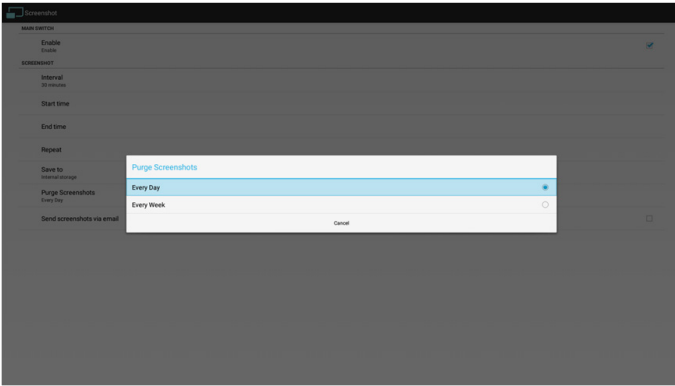 Screenshot
MAIN SWITCH
Enable
Enable
SCREENSHOT
Interval
30 minutes
Start time
End time
Repeat
Save to
Internal storage
Purge Screenshots
Every Day
Send screenshots via email
Purge Screenshots
Every Day
Every Week
Cancel